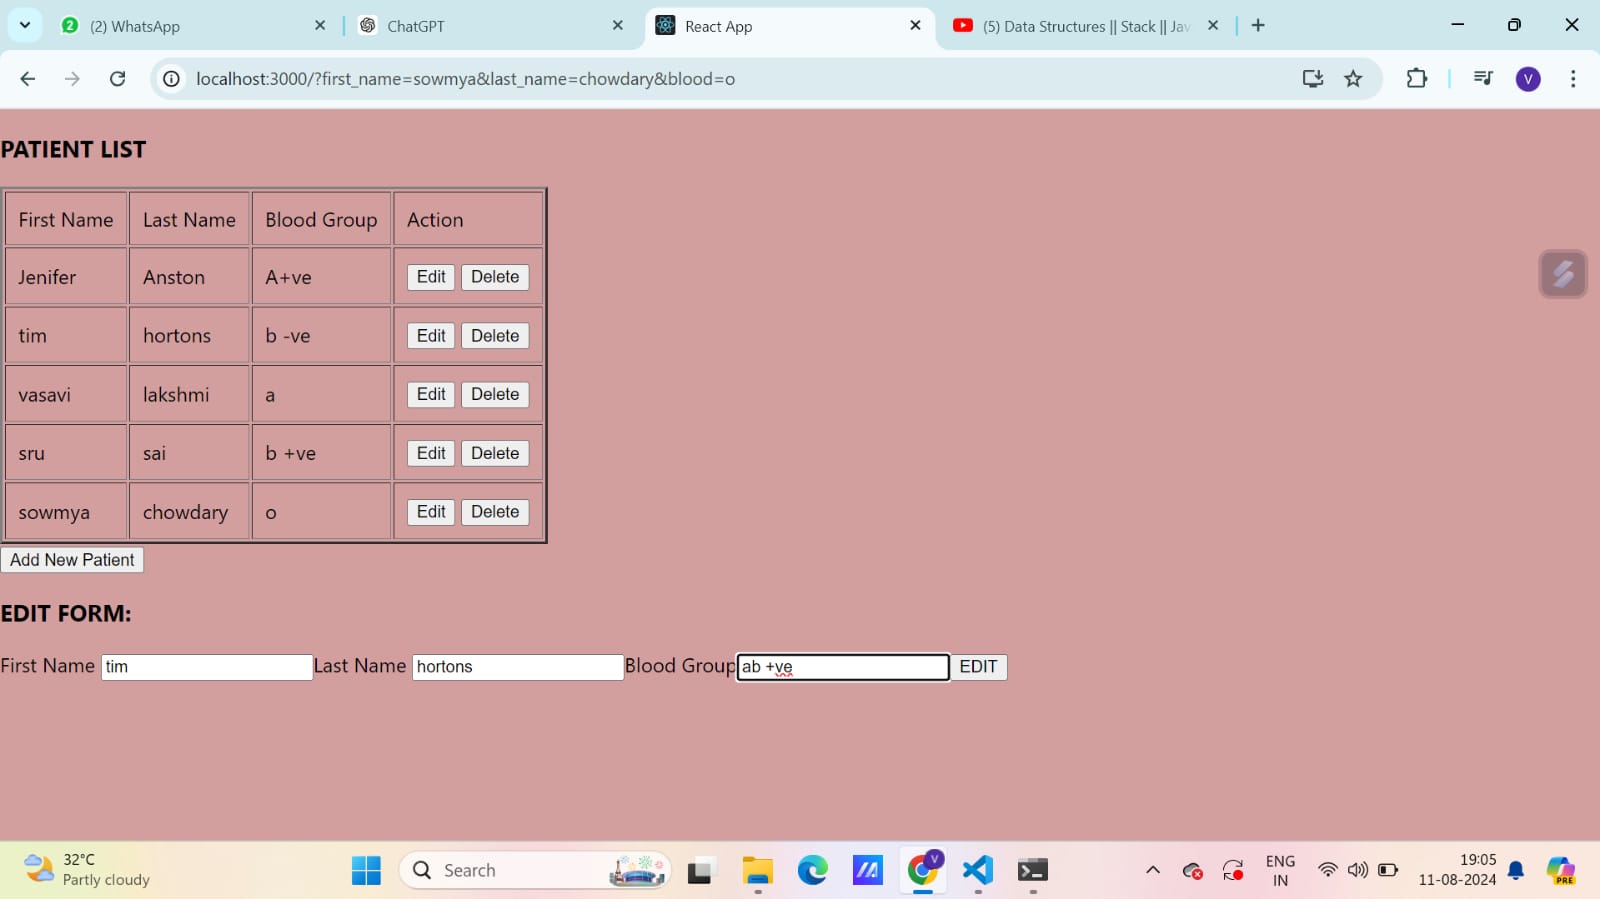 (2) WhatsApp
ChatGPT
React App
(5) Data Structures || Stack || Jav
localhost:3000/?first_name=sowmya&last_name=chowdary&blood=o
V
PATIENT LIST
First Name Last Name Blood Group Action
Jenifer Anston A+ve Edit Delete
tim hortons b -ve Edit Delete
vasavi lakshmi a Edit Delete
sru sai b +ve Edit Delete
sowmya chowdary o Edit Delete
Add New Patient
EDIT FORM:
First Name tim Last Name hortons Blood Group ab +ve EDIT
32°C
Partly cloudy
Search
V
ENG
IN
19:05
11-08-2024
PRE